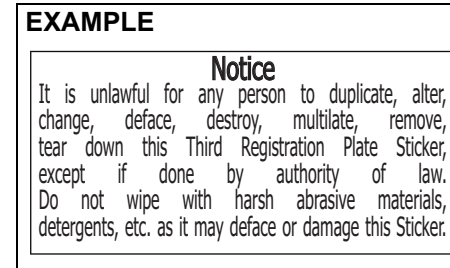 EXAMPLE
Notice
It is unlawful for any person to duplicate, alter,
change, deface, destroy, multilate, remove,
tear down this Third Registration Plate Sticker,
except if done by authority of law.
Do not wipe with harsh abrasive materials,
detergents, etc. as it may deface or damage this Sticker.